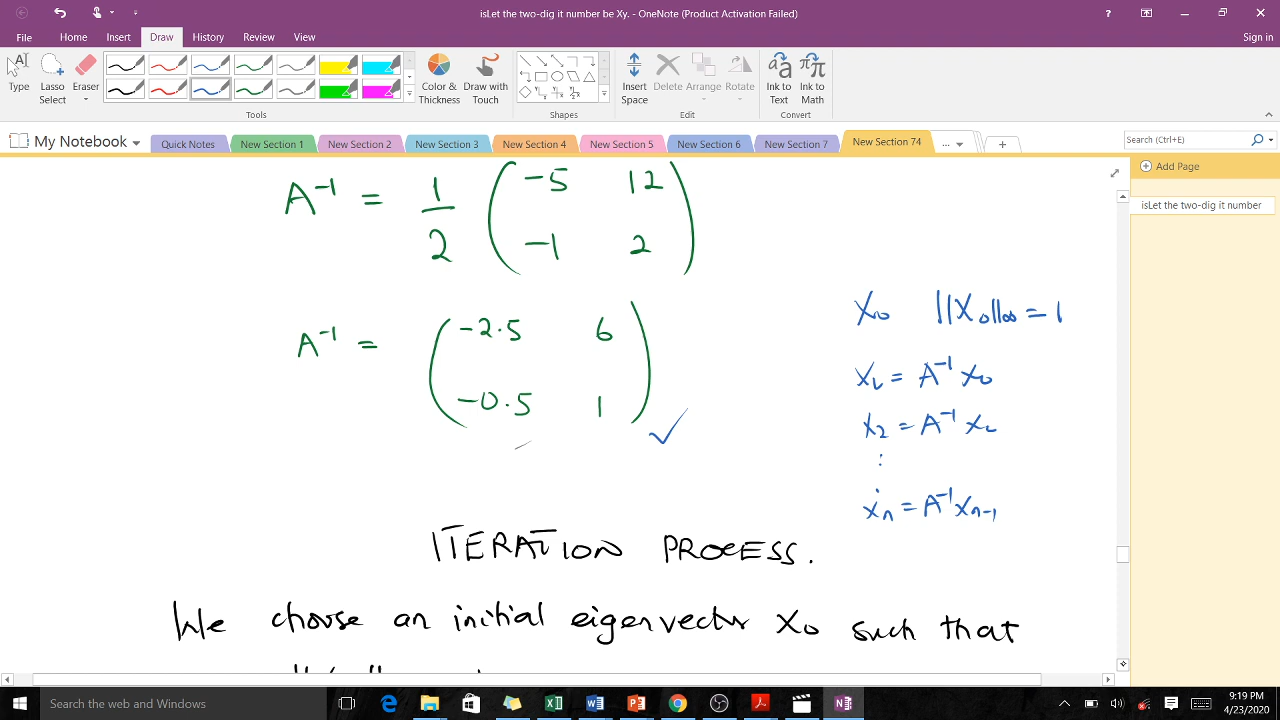 isLet the two-dig it number be Xy. - OneNote (Product Activation Failed)
Sign in
File Home Insert Draw History Review View
Type Lasso Select Eraser Color & Thickness Draw with Touch Insert Space Delete Arrange Rotate Ink to Text Ink to Math
Tools Shapes Edit Convert
My Notebook Quick Notes New Section 1 New Section 2 New Section 3 New Section 4 New Section 5 New Section 6 New Section 7 New Section 74 ... + Search (Ctrl+E)
Add Page
isLet the two-dig it number
A⁻¹ = 1/2 ( -5 12
-1 2 )
A⁻¹ = ( -2.5 6
-0.5 1 ) ✓
X₀ ||X₀||∞ = 1
X₁ = A⁻¹ X₀
X₂ = A⁻¹ X₁
⋮
Xₙ = A⁻¹ Xₙ₋₁
ITERATION PROCESS.
We choose an initial eigenvector X₀ such that
Search the web and Windows
9:19 PM
4/23/2020